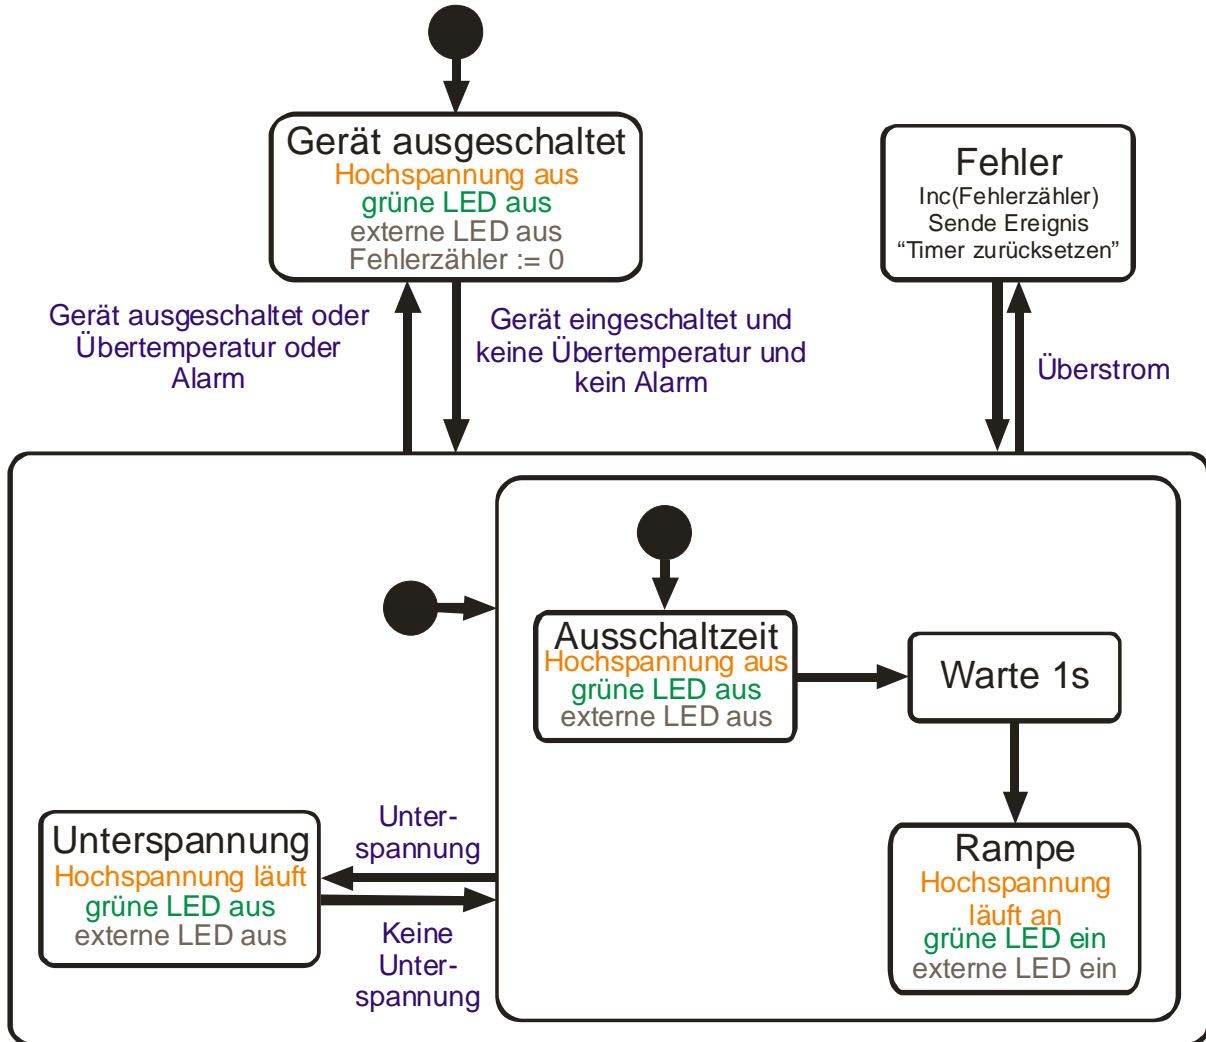 Gerät ausgeschaltet
Hochspannung aus
grüne LED aus
externe LED aus
Fehlerzähler := 0
Fehler
Inc(Fehlerzähler)
Sende Ereignis
“Timer zurücksetzen”
Gerät ausgeschaltet oder
Übertemperatur oder
Alarm
Gerät eingeschaltet und
keine Übertemperatur und
kein Alarm
Überstrom
Ausschaltzeit
Hochspannung aus
grüne LED aus
externe LED aus
Warte 1s
Unterspannung
Hochspannung läuft
grüne LED aus
externe LED aus
Unter-
spannung
Keine
Unter-
spannung
Rampe
Hochspannung
läuft an
grüne LED ein
externe LED ein